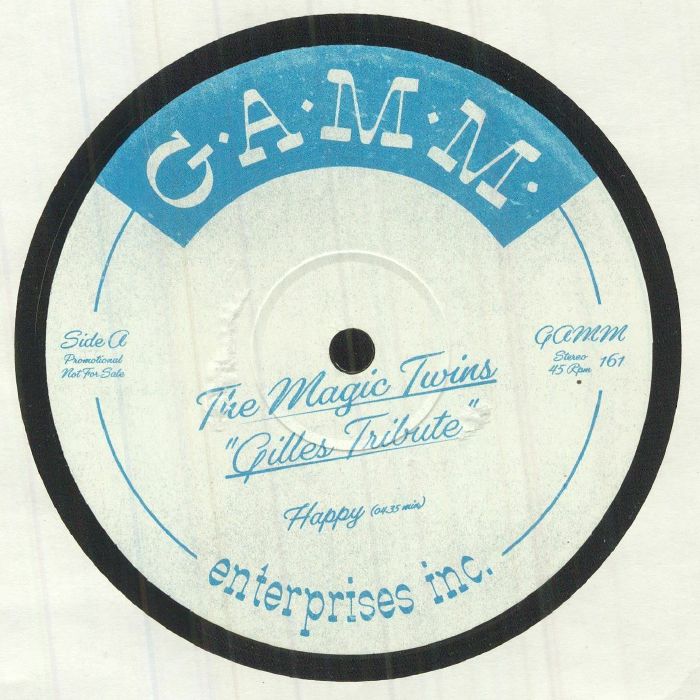 G·A·M·M·
Side A
Promotional
Not For Sale
GAMM
Stereo
45 Rpm
161
The Magic Twins
"Gilles Tribute"
Happy (04.35 min)
enterprises inc.